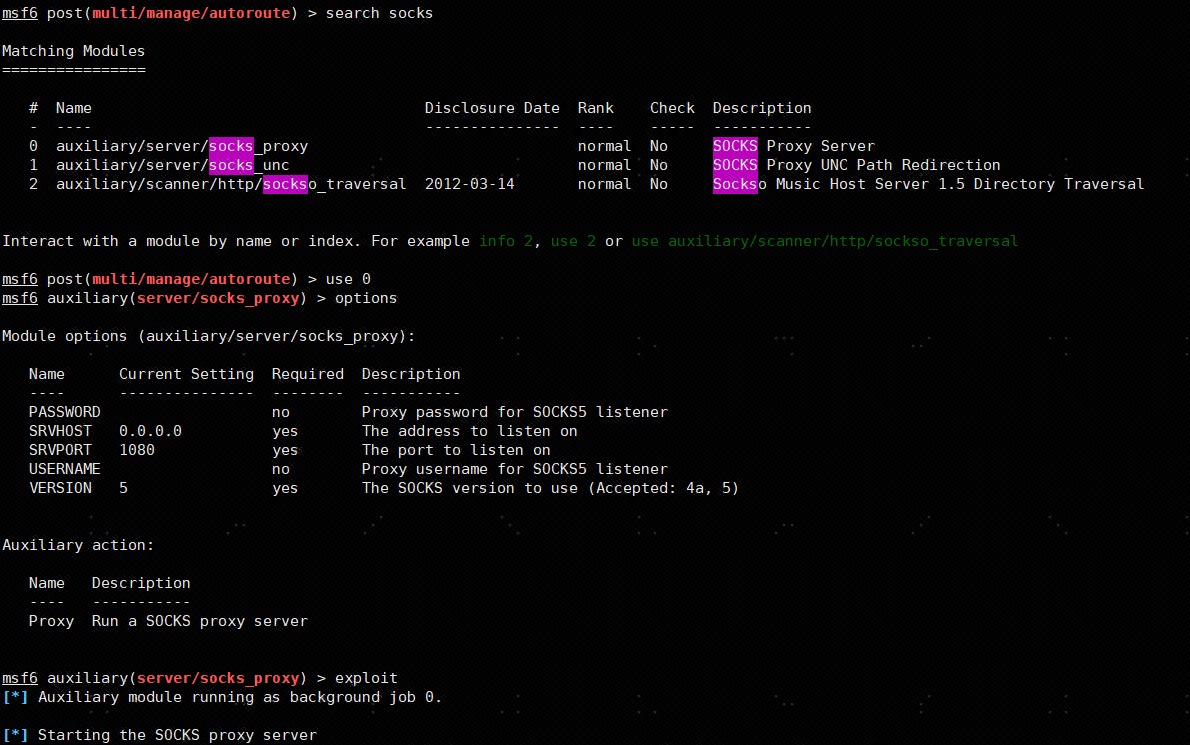 msf6 post(multi/manage/autoroute) > search socks
Matching Modules
================
#  Name                                     Disclosure Date  Rank    Check  Description
-  ----                                     ---------------  ----    -----  -----------
0  auxiliary/server/socks_proxy                              normal  No     SOCKS Proxy Server
1  auxiliary/server/socks_unc                                normal  No     SOCKS Proxy UNC Path Redirection
2  auxiliary/scanner/http/sockso_traversal  2012-03-14       normal  No     Sockso Music Host Server 1.5 Directory Traversal
Interact with a module by name or index. For example info 2, use 2 or use auxiliary/scanner/http/sockso_traversal
msf6 post(multi/manage/autoroute) > use 0
msf6 auxiliary(server/socks_proxy) > options
Module options (auxiliary/server/socks_proxy):
Name      Current Setting  Required  Description
----      ---------------  --------  -----------
PASSWORD                   no        Proxy password for SOCKS5 listener
SRVHOST   0.0.0.0          yes       The address to listen on
SRVPORT   1080             yes       The port to listen on
USERNAME                   no        Proxy username for SOCKS5 listener
VERSION   5                yes       The SOCKS version to use (Accepted: 4a, 5)
Auxiliary action:
Name   Description
----   -----------
Proxy  Run a SOCKS proxy server
msf6 auxiliary(server/socks_proxy) > exploit
[*] Auxiliary module running as background job 0.
[*] Starting the SOCKS proxy server